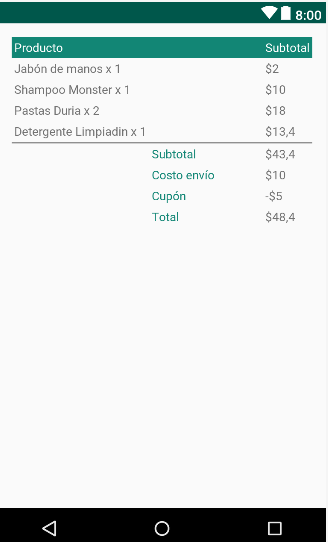 8:00
Producto Subtotal
Jabón de manos x 1 $2
Shampoo Monster x 1 $10
Pastas Duria x 2 $18
Detergente Limpiadin x 1 $13,4
Subtotal $43,4
Costo envío $10
Cupón -$5
Total $48,4